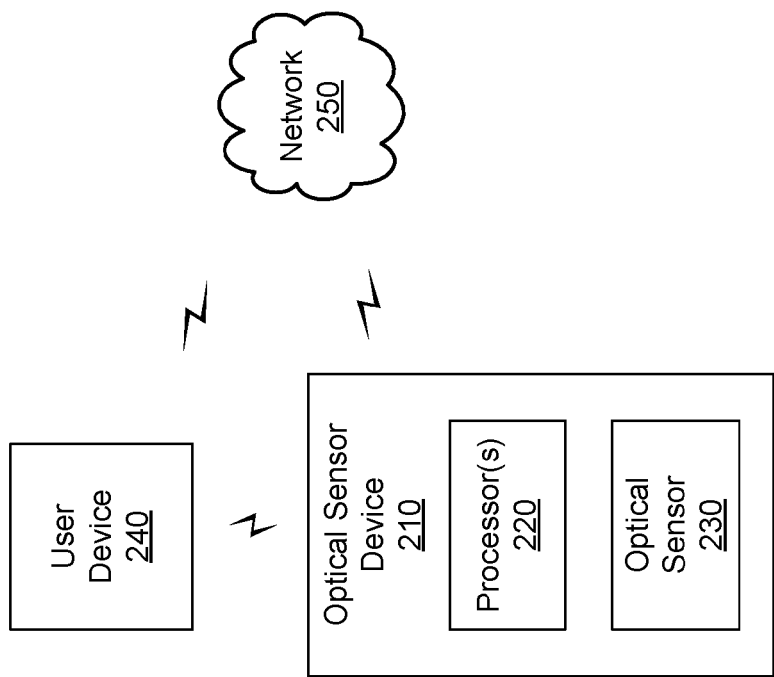 User
Device
240
Optical Sensor
Device
210
Processor(s)
220
Optical
Sensor
230
Network
250